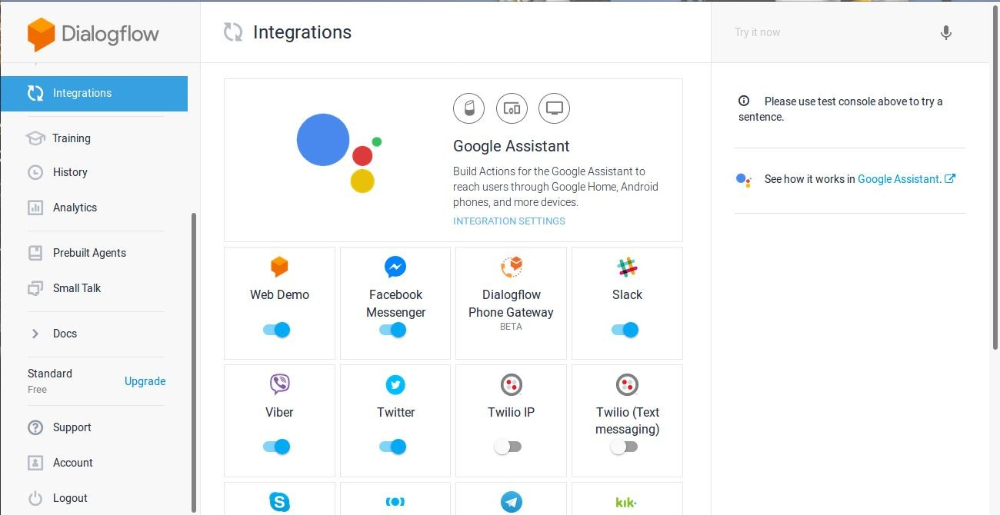 Dialogflow
Integrations
Training
History
Analytics
Prebuilt Agents
Small Talk
Docs
Standard
Free
Upgrade
Support
Account
Logout
Integrations
Google Assistant
Build Actions for the Google Assistant to
reach users through Google Home, Android
phones, and more devices.
INTEGRATION SETTINGS
Web Demo
Facebook
Messenger
Dialogflow
Phone Gateway
BETA
Slack
Viber
Twitter
Twilio IP
Twilio (Text
messaging)
kik
Try it now
Please use test console above to try a
sentence.
See how it works in Google Assistant.